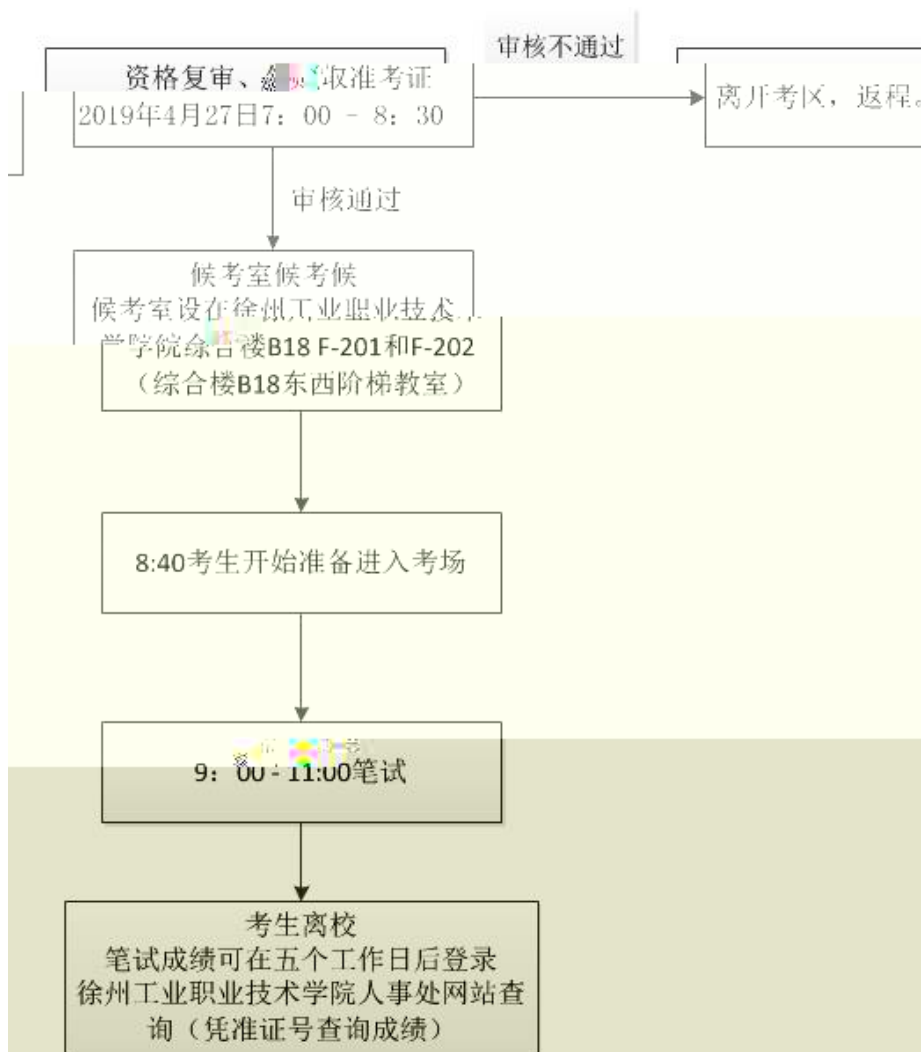 审核不通过
资格复审、取准考证
2019年4月27日7：00 - 8：30
离开考区，返程。
审核通过
候考室候考候
候考室设在徐州工业职业技术
学院综合楼B18 F-201和F-202
（综合楼B18东西阶梯教室）
8:40考生开始准备进入考场
9：00 - 11:00笔试
考生离校
笔试成绩可在五个工作日后登录
徐州工业职业技术学院人事处网站查
询（凭准证号查询成绩）